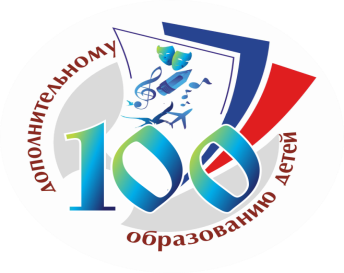 дополнительному
100
образованию детей